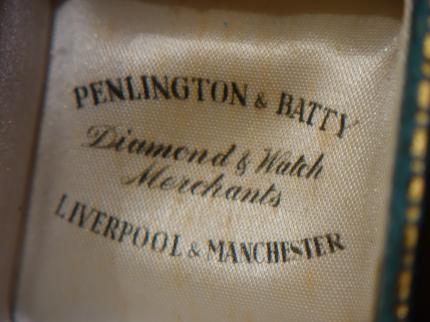 PENLINGTON & BATTY
Diamond & Watch
Merchants
LIVERPOOL & MANCHESTER